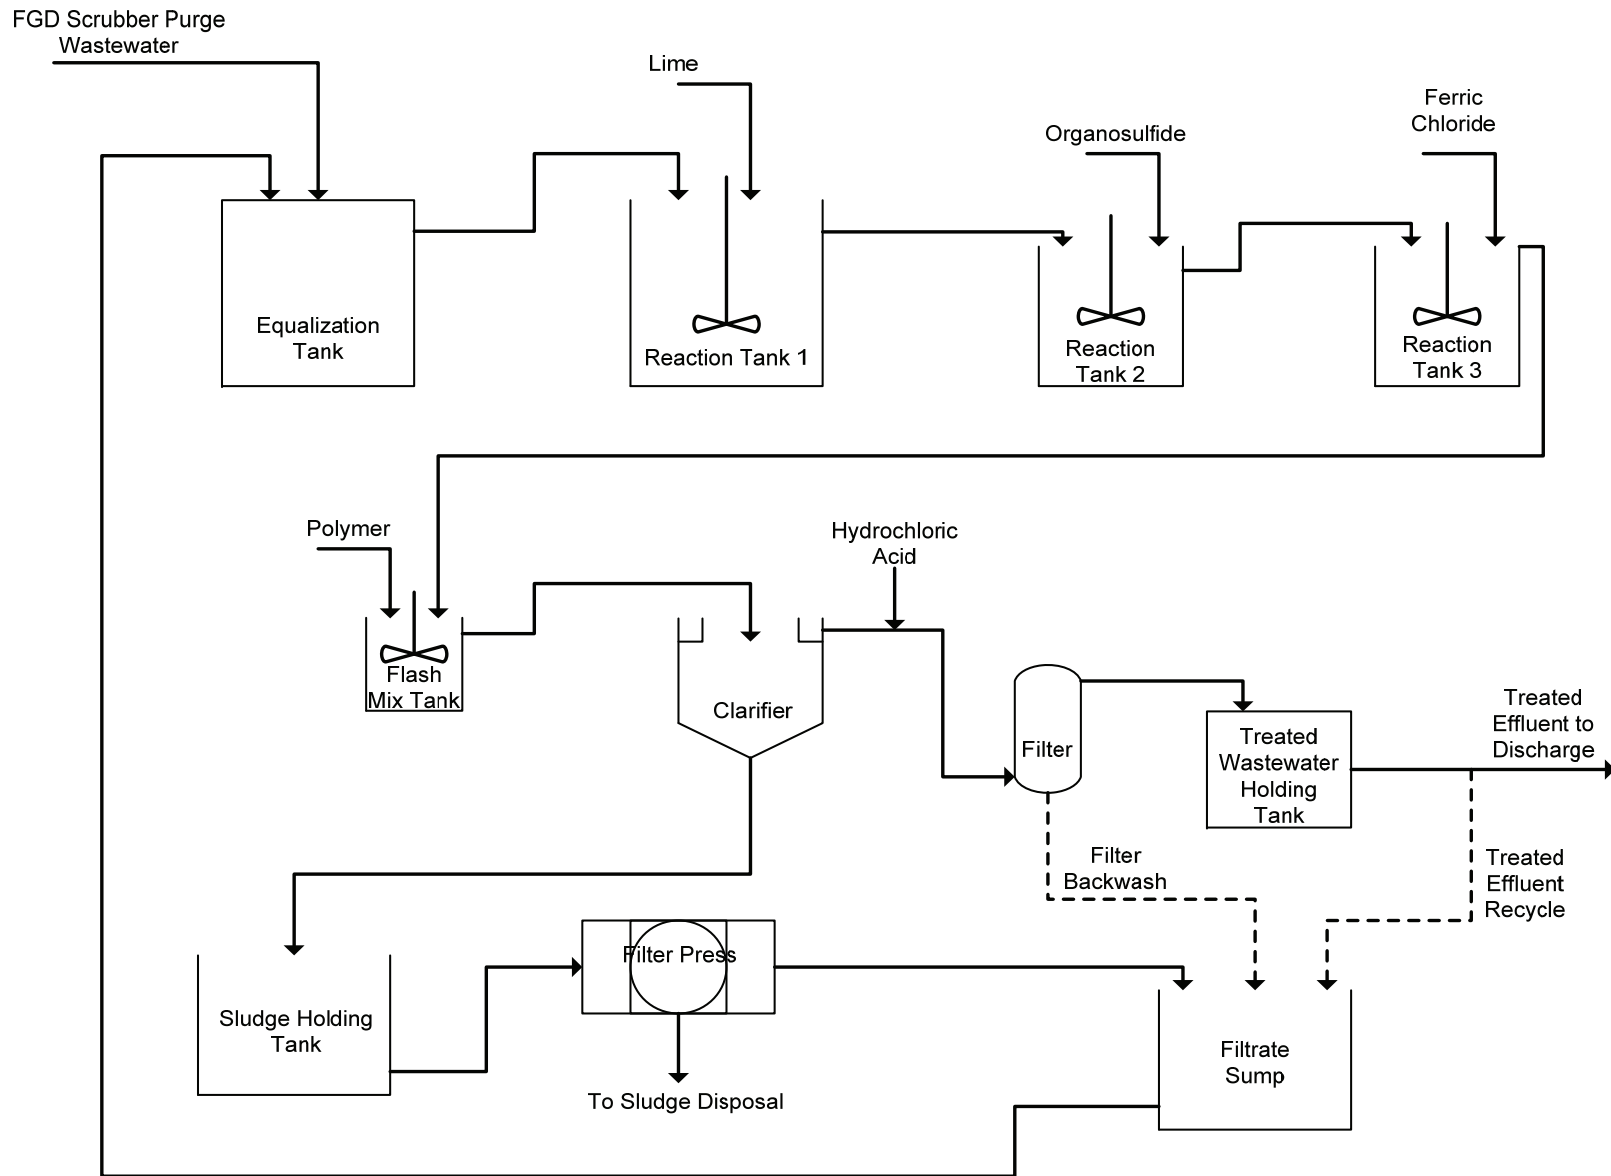 FGD Scrubber Purge
Wastewater
Lime
Organosulfide
Ferric
Chloride
Equalization
Tank
Reaction Tank 1
Reaction
Tank 2
Reaction
Tank 3
Polymer
Hydrochloric
Acid
Flash
Mix Tank
Clarifier
Filter
Treated
Wastewater
Holding
Tank
Treated
Effluent to
Discharge
Filter
Backwash
Treated
Effluent
Recycle
Sludge Holding
Tank
Filter Press
To Sludge Disposal
Filtrate
Sump